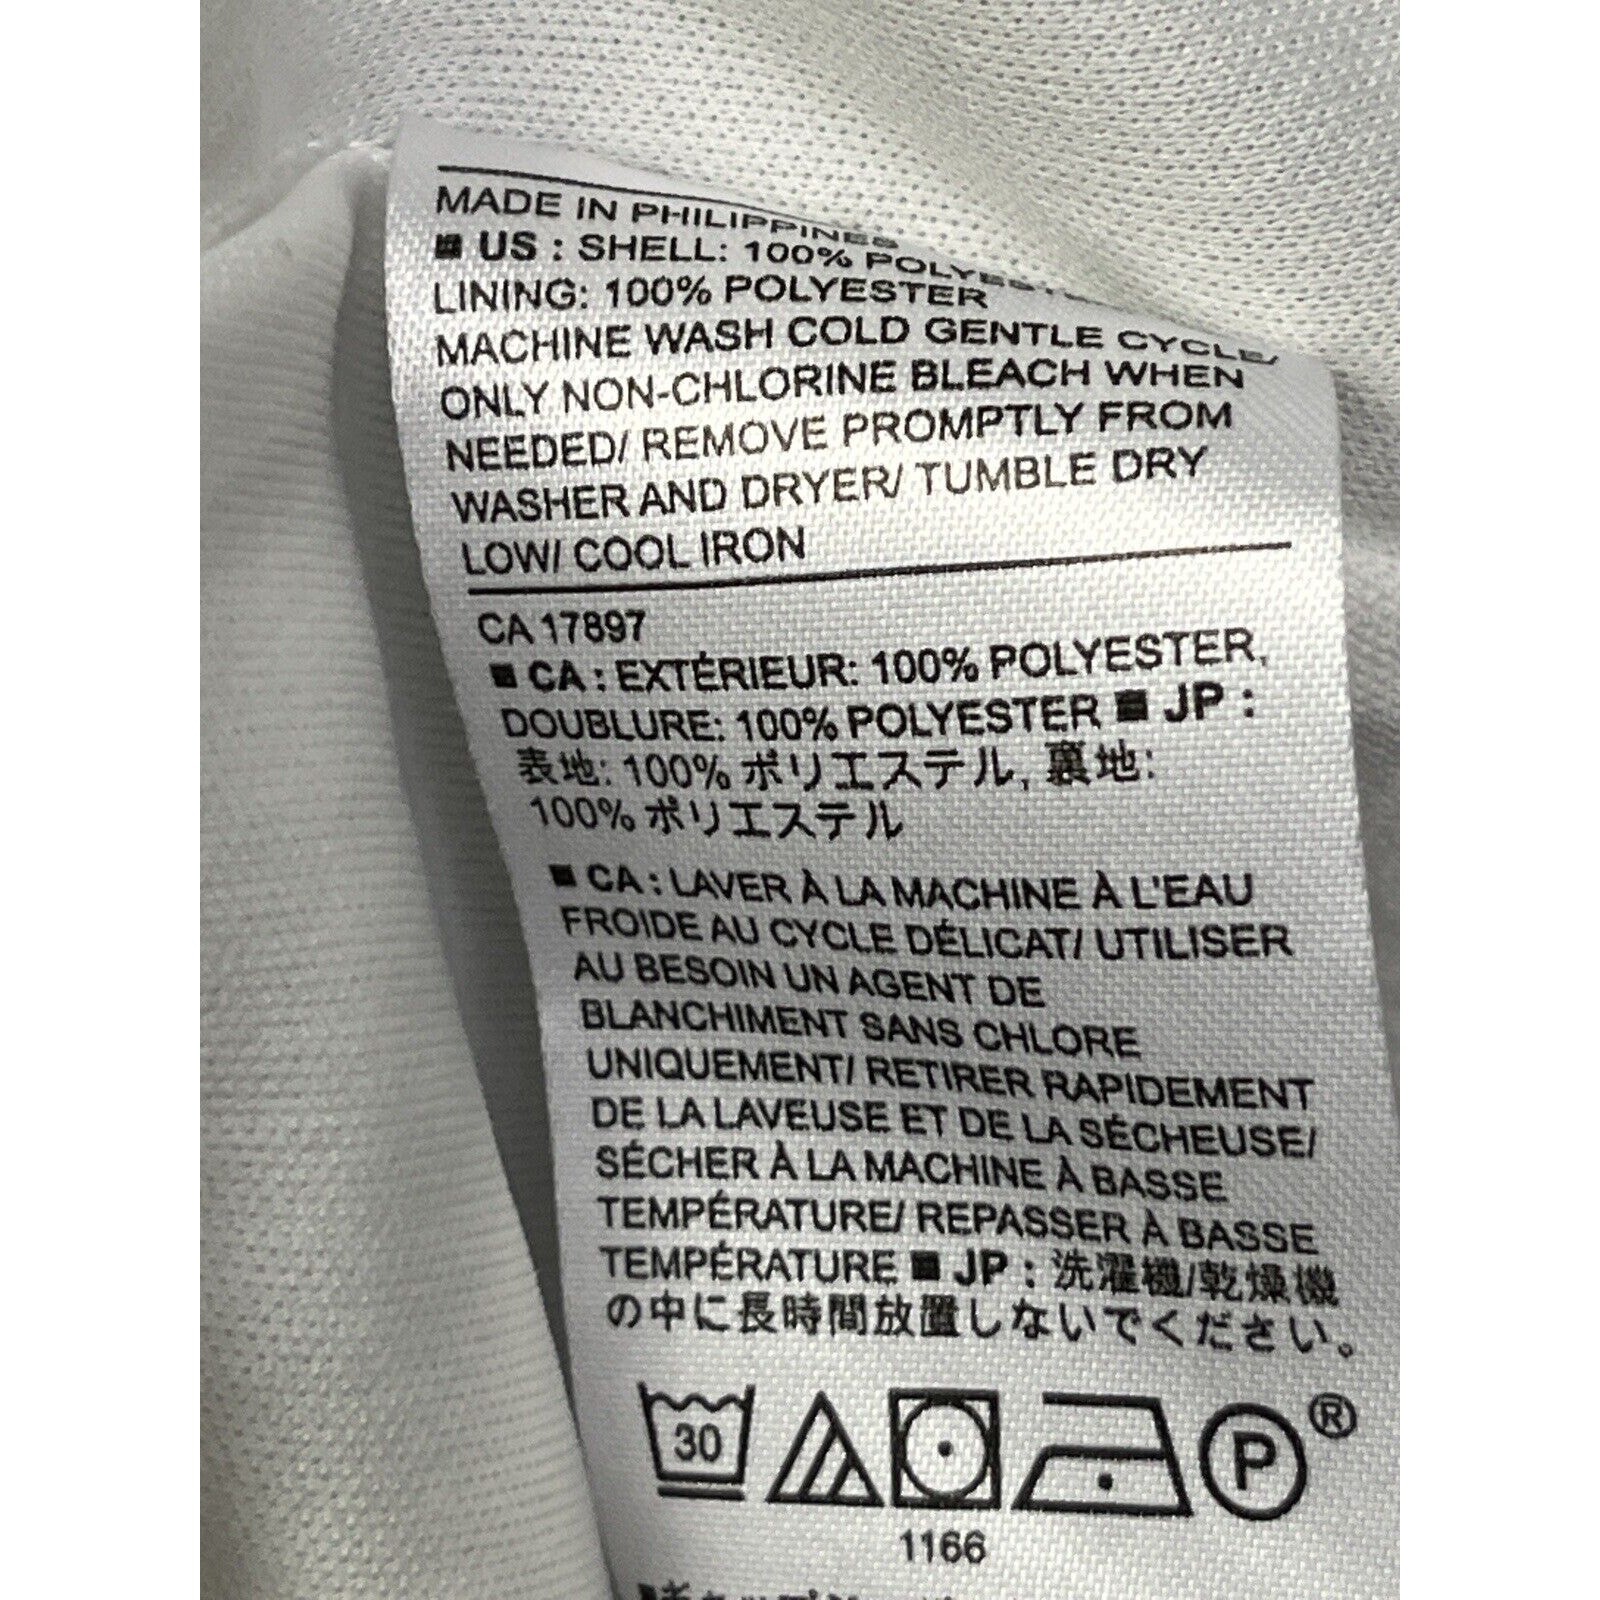 MADE IN PHILIPPINES
■ US : SHELL: 100% POLYESTER,
LINING: 100% POLYESTER
MACHINE WASH COLD GENTLE CYCLE/
ONLY NON-CHLORINE BLEACH WHEN
NEEDED/ REMOVE PROMPTLY FROM
WASHER AND DRYER/ TUMBLE DRY
LOW/ COOL IRON
CA 17897
■ CA : EXTÉRIEUR: 100% POLYESTER,
DOUBLURE: 100% POLYESTER ■ JP :
表地: 100% ポリエステル, 裏地:
100% ポリエステル
■ CA : LAVER À LA MACHINE À L'EAU
FROIDE AU CYCLE DÉLICAT/ UTILISER
AU BESOIN UN AGENT DE
BLANCHIMENT SANS CHLORE
UNIQUEMENT/ RETIRER RAPIDEMENT
DE LA LAVEUSE ET DE LA SÉCHEUSE/
SÉCHER À LA MACHINE À BASSE
TEMPÉRATURE/ REPASSER À BASSE
TEMPÉRATURE ■ JP : 洗濯機/乾燥機
の中に長時間放置しないでください。
30 P ®
1166